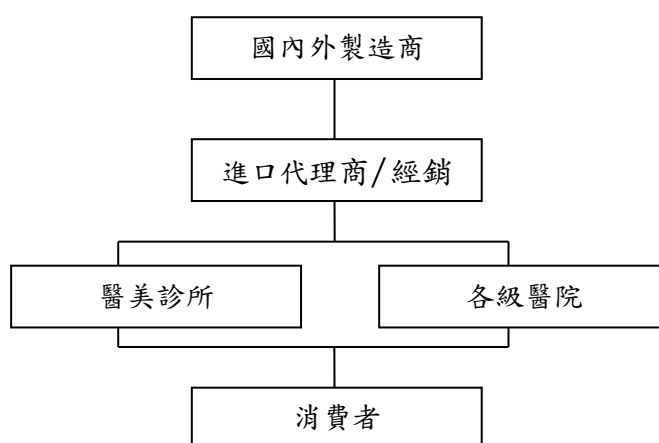 國內外製造商
進口代理商/經銷
醫美診所
各級醫院
消費者